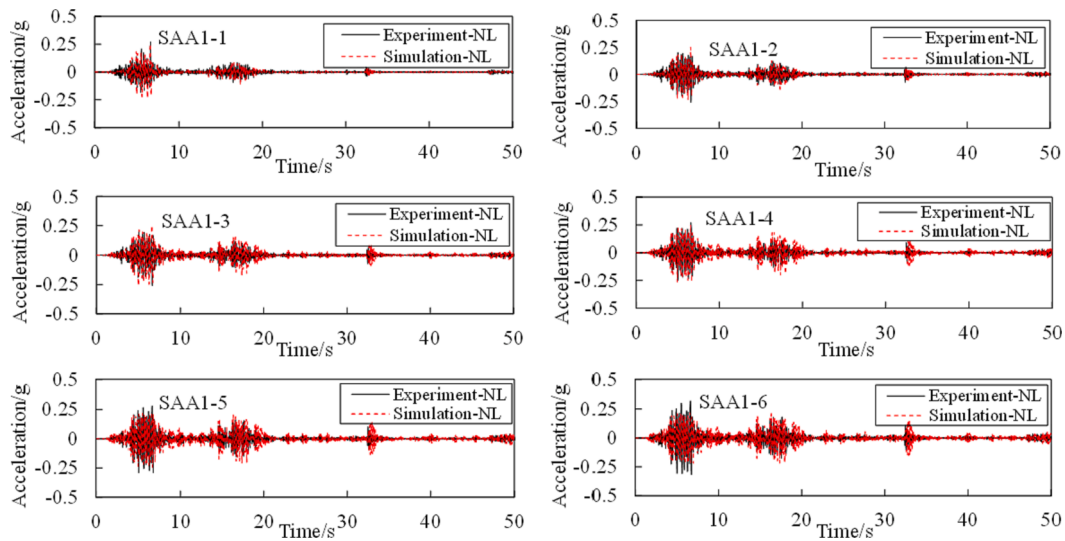 0.5
0.25
0
-0.25
-0.5
Acceleration/g
SAA1-1
Experiment-NL
Simulation-NL
0 10 20 30 40 50
Time/s
0.5
0.25
0
-0.25
-0.5
Acceleration/g
SAA1-2
Experiment-NL
Simulation-NL
0 10 20 30 40 50
Time/s
0.5
0.25
0
-0.25
-0.5
Acceleration/g
SAA1-3
Experiment-NL
Simulation-NL
0 10 20 30 40 50
Time/s
0.5
0.25
0
-0.25
-0.5
Acceleration/g
SAA1-4
Experiment-NL
Simulation-NL
0 10 20 30 40 50
Time/s
0.5
0.25
0
-0.25
-0.5
Acceleration/g
SAA1-5
Experiment-NL
Simulation-NL
0 10 20 30 40 50
Time/s
0.5
0.25
0
-0.25
-0.5
Acceleration/g
SAA1-6
Experiment-NL
Simulation-NL
0 10 20 30 40 50
Time/s